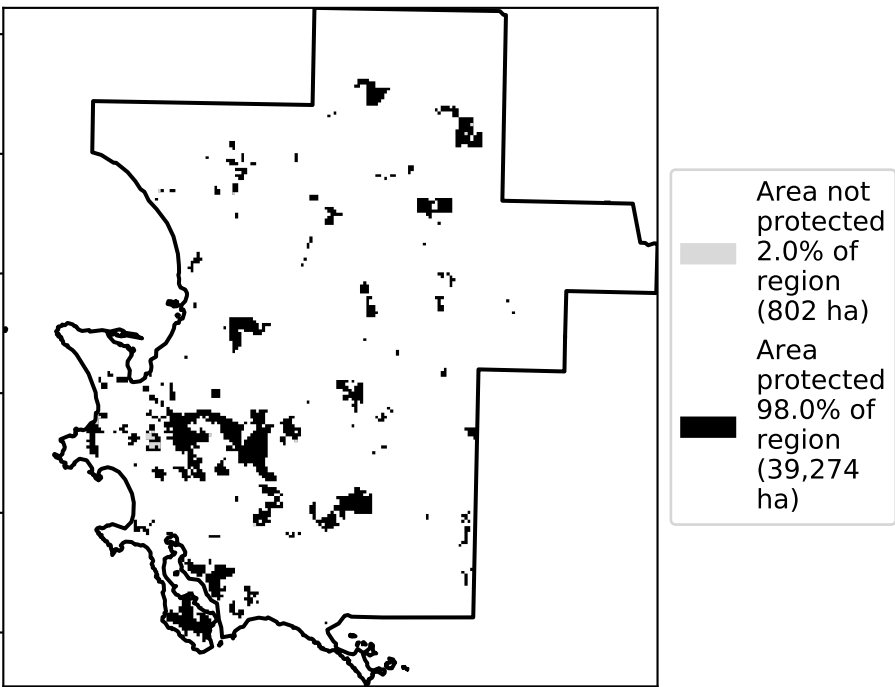 Area not
protected
2.0% of
region
(802 ha)
Area
protected
98.0% of
region
(39,274
ha)